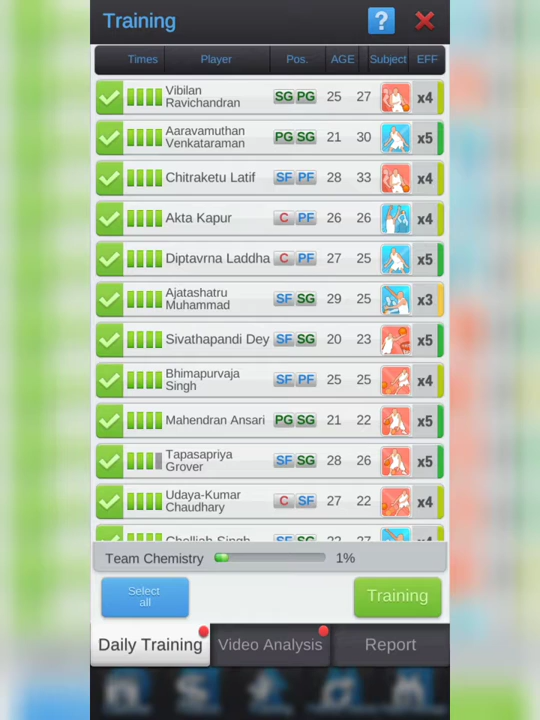 Training ?
Times Player Pos. AGE Subject EFF
Vibilan
Ravichandran SG PG 25 27 x4
Aaravamuthan
Venkataraman PG SG 21 30 x5
Chitraketu Latif SF PF 28 33 x4
Akta Kapur C PF 26 26 x4
Diptavrna Laddha C PF 27 25 x5
Ajatashatru
Muhammad SF SG 29 25 x3
Sivathapandi Dey SF SG 20 23 x5
Bhimapurvaja
Singh SF PF 25 25 x4
Mahendran Ansari PG SG 21 22 x5
Tapasapriya
Grover SF SG 28 26 x5
Udaya-Kumar
Chaudhary C SF 27 22 x4
Team Chemistry 1%
Select
all
Training
Daily Training Video Analysis Report